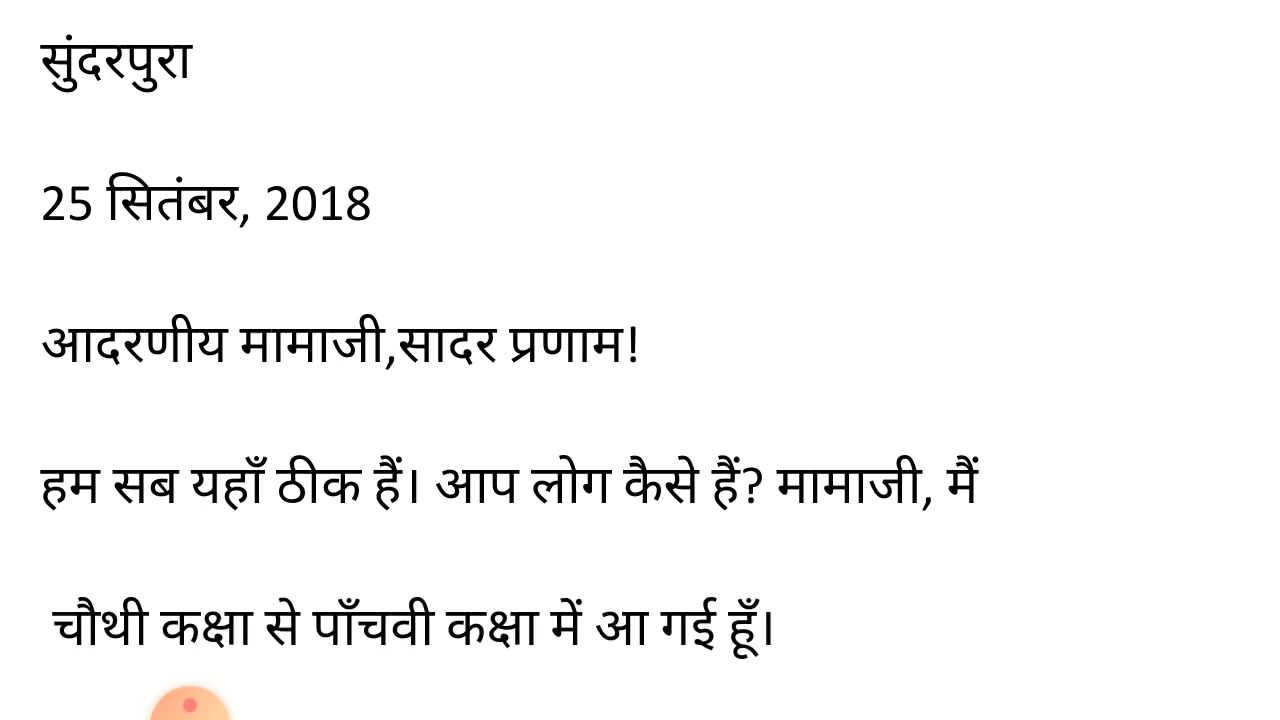 सुंदरपुरा
25 सितंबर, 2018
आदरणीय मामाजी,सादर प्रणाम!
हम सब यहाँ ठीक हैं। आप लोग कैसे हैं? मामाजी, मैं
चौथी कक्षा से पाँचवी कक्षा में आ गई हूँ।